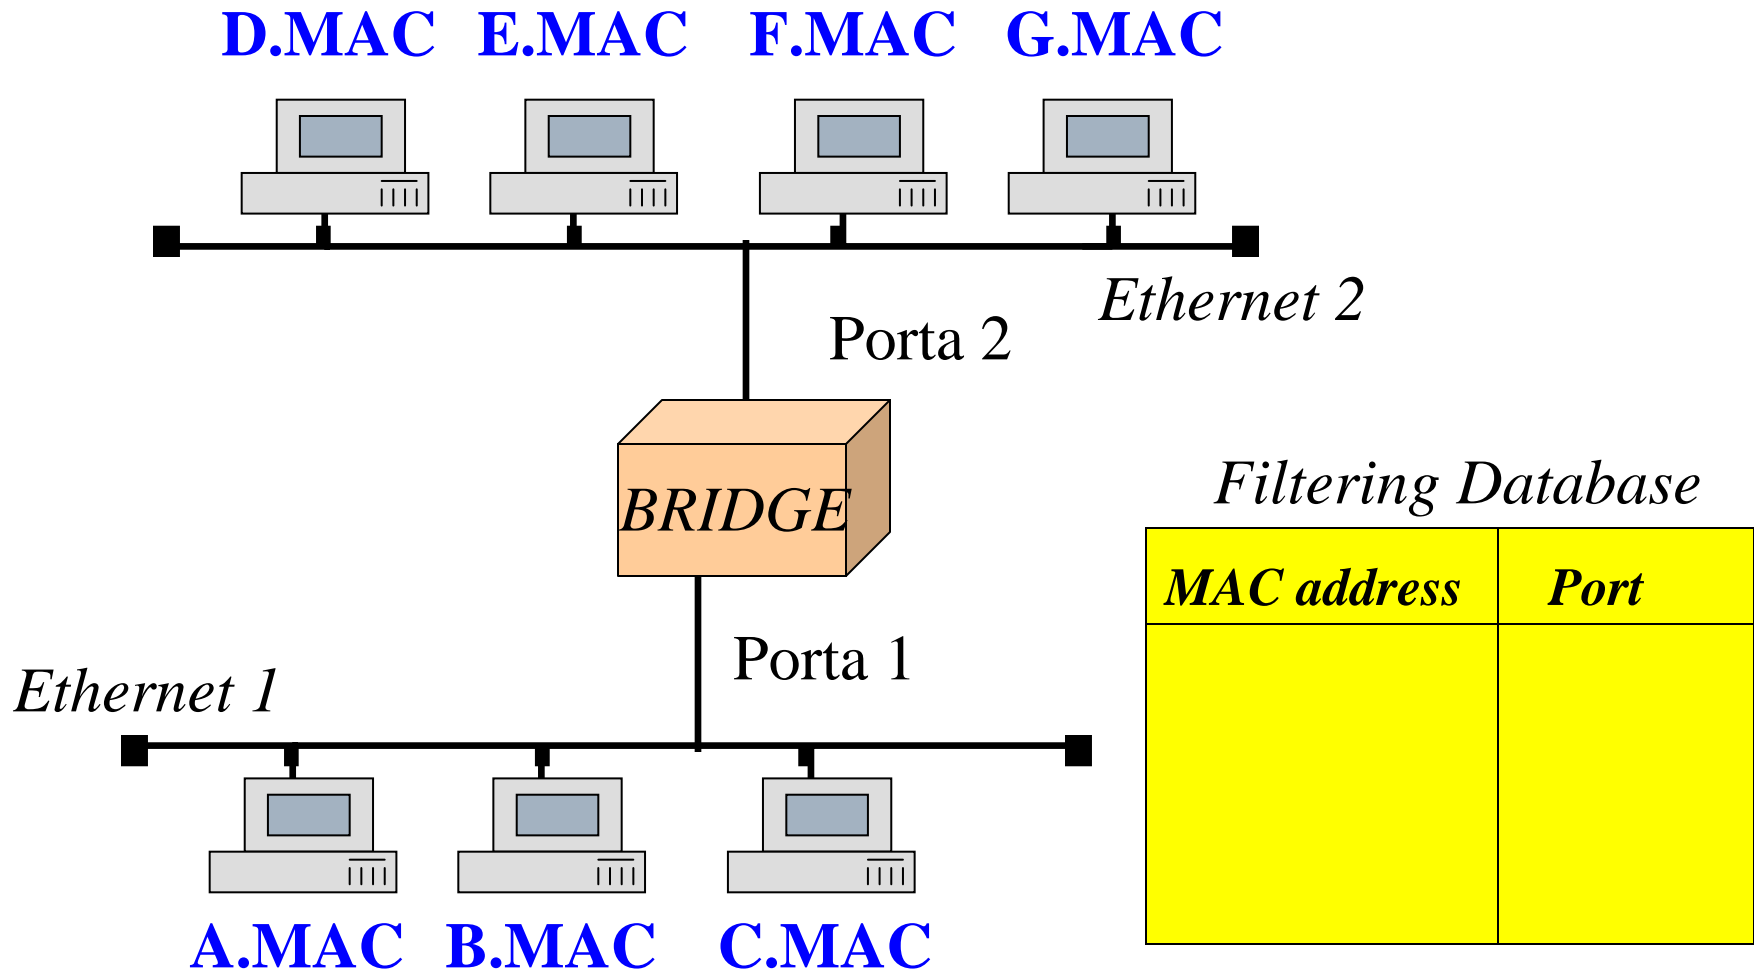 D.MAC E.MAC F.MAC G.MAC
Ethernet 2
Porta 2
BRIDGE
Filtering Database
MAC address Port
Porta 1
Ethernet 1
A.MAC B.MAC C.MAC